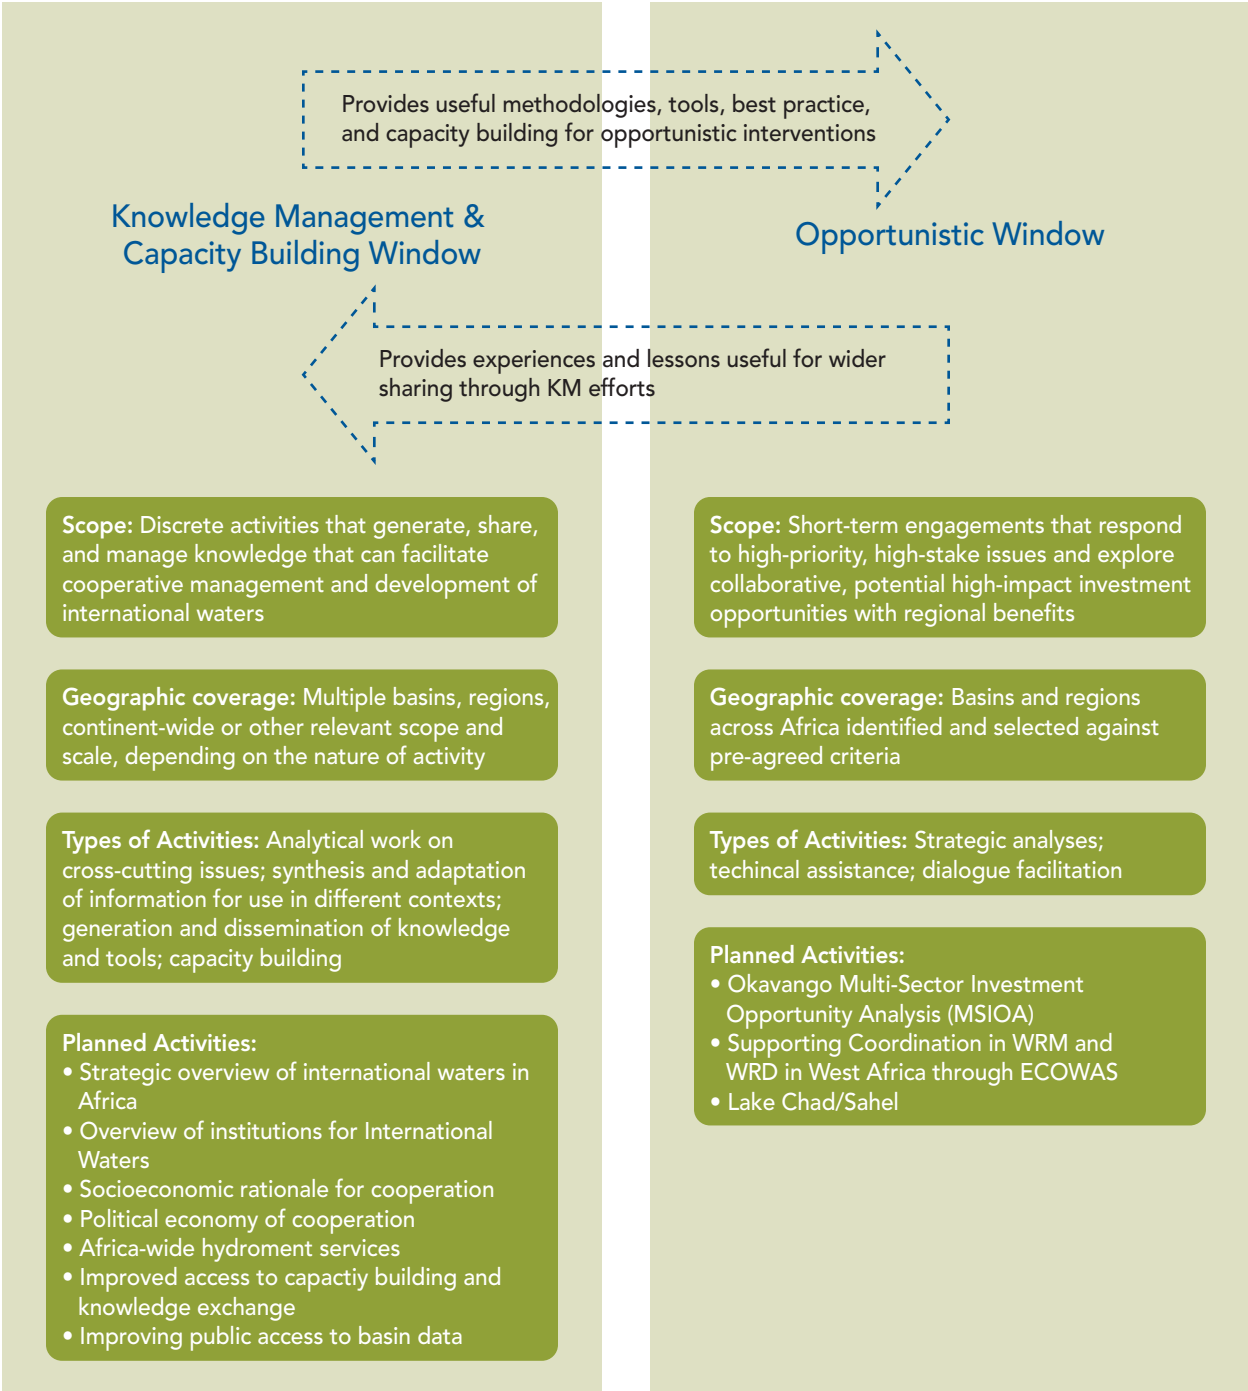 Provides useful methodologies, tools, best practice,
and capacity building for opportunistic interventions
Knowledge Management &
Capacity Building Window
Opportunistic Window
Provides experiences and lessons useful for wider
sharing through KM efforts
Scope: Discrete activities that generate, share,
and manage knowledge that can facilitate
cooperative management and development of
international waters
Geographic coverage: Multiple basins, regions,
continent-wide or other relevant scope and
scale, depending on the nature of activity
Types of Activities: Analytical work on
cross-cutting issues; synthesis and adaptation
of information for use in different contexts;
generation and dissemination of knowledge
and tools; capacity building
Planned Activities:
• Strategic overview of international waters in
Africa
• Overview of institutions for International
Waters
• Socioeconomic rationale for cooperation
• Political economy of cooperation
• Africa-wide hydroment services
• Improved access to capactiy building and
knowledge exchange
• Improving public access to basin data
Scope: Short-term engagements that respond
to high-priority, high-stake issues and explore
collaborative, potential high-impact investment
opportunities with regional benefits
Geographic coverage: Basins and regions
across Africa identified and selected against
pre-agreed criteria
Types of Activities: Strategic analyses;
techincal assistance; dialogue facilitation
Planned Activities:
• Okavango Multi-Sector Investment
Opportunity Analysis (MSIOA)
• Supporting Coordination in WRM and
WRD in West Africa through ECOWAS
• Lake Chad/Sahel